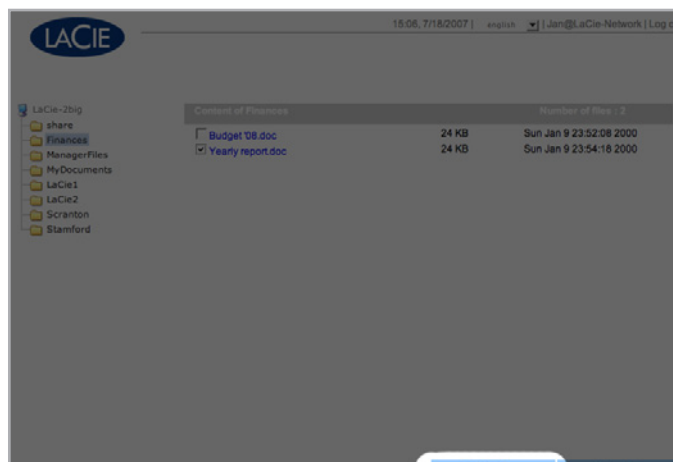 LACIE
15:08, 7/18/2007 | english | Jan@LaCie-Network | Log
LaCie-2big
share
Finances
ManagerFiles
MyDocuments
LaCie1
LaCie2
Scranton
Stamford
Content of Finances Number of files : 2
Budget '08.doc 24 KB Sun Jan 9 23:52:08 2000
Yearly report.doc 24 KB Sun Jan 9 23:54:18 2000